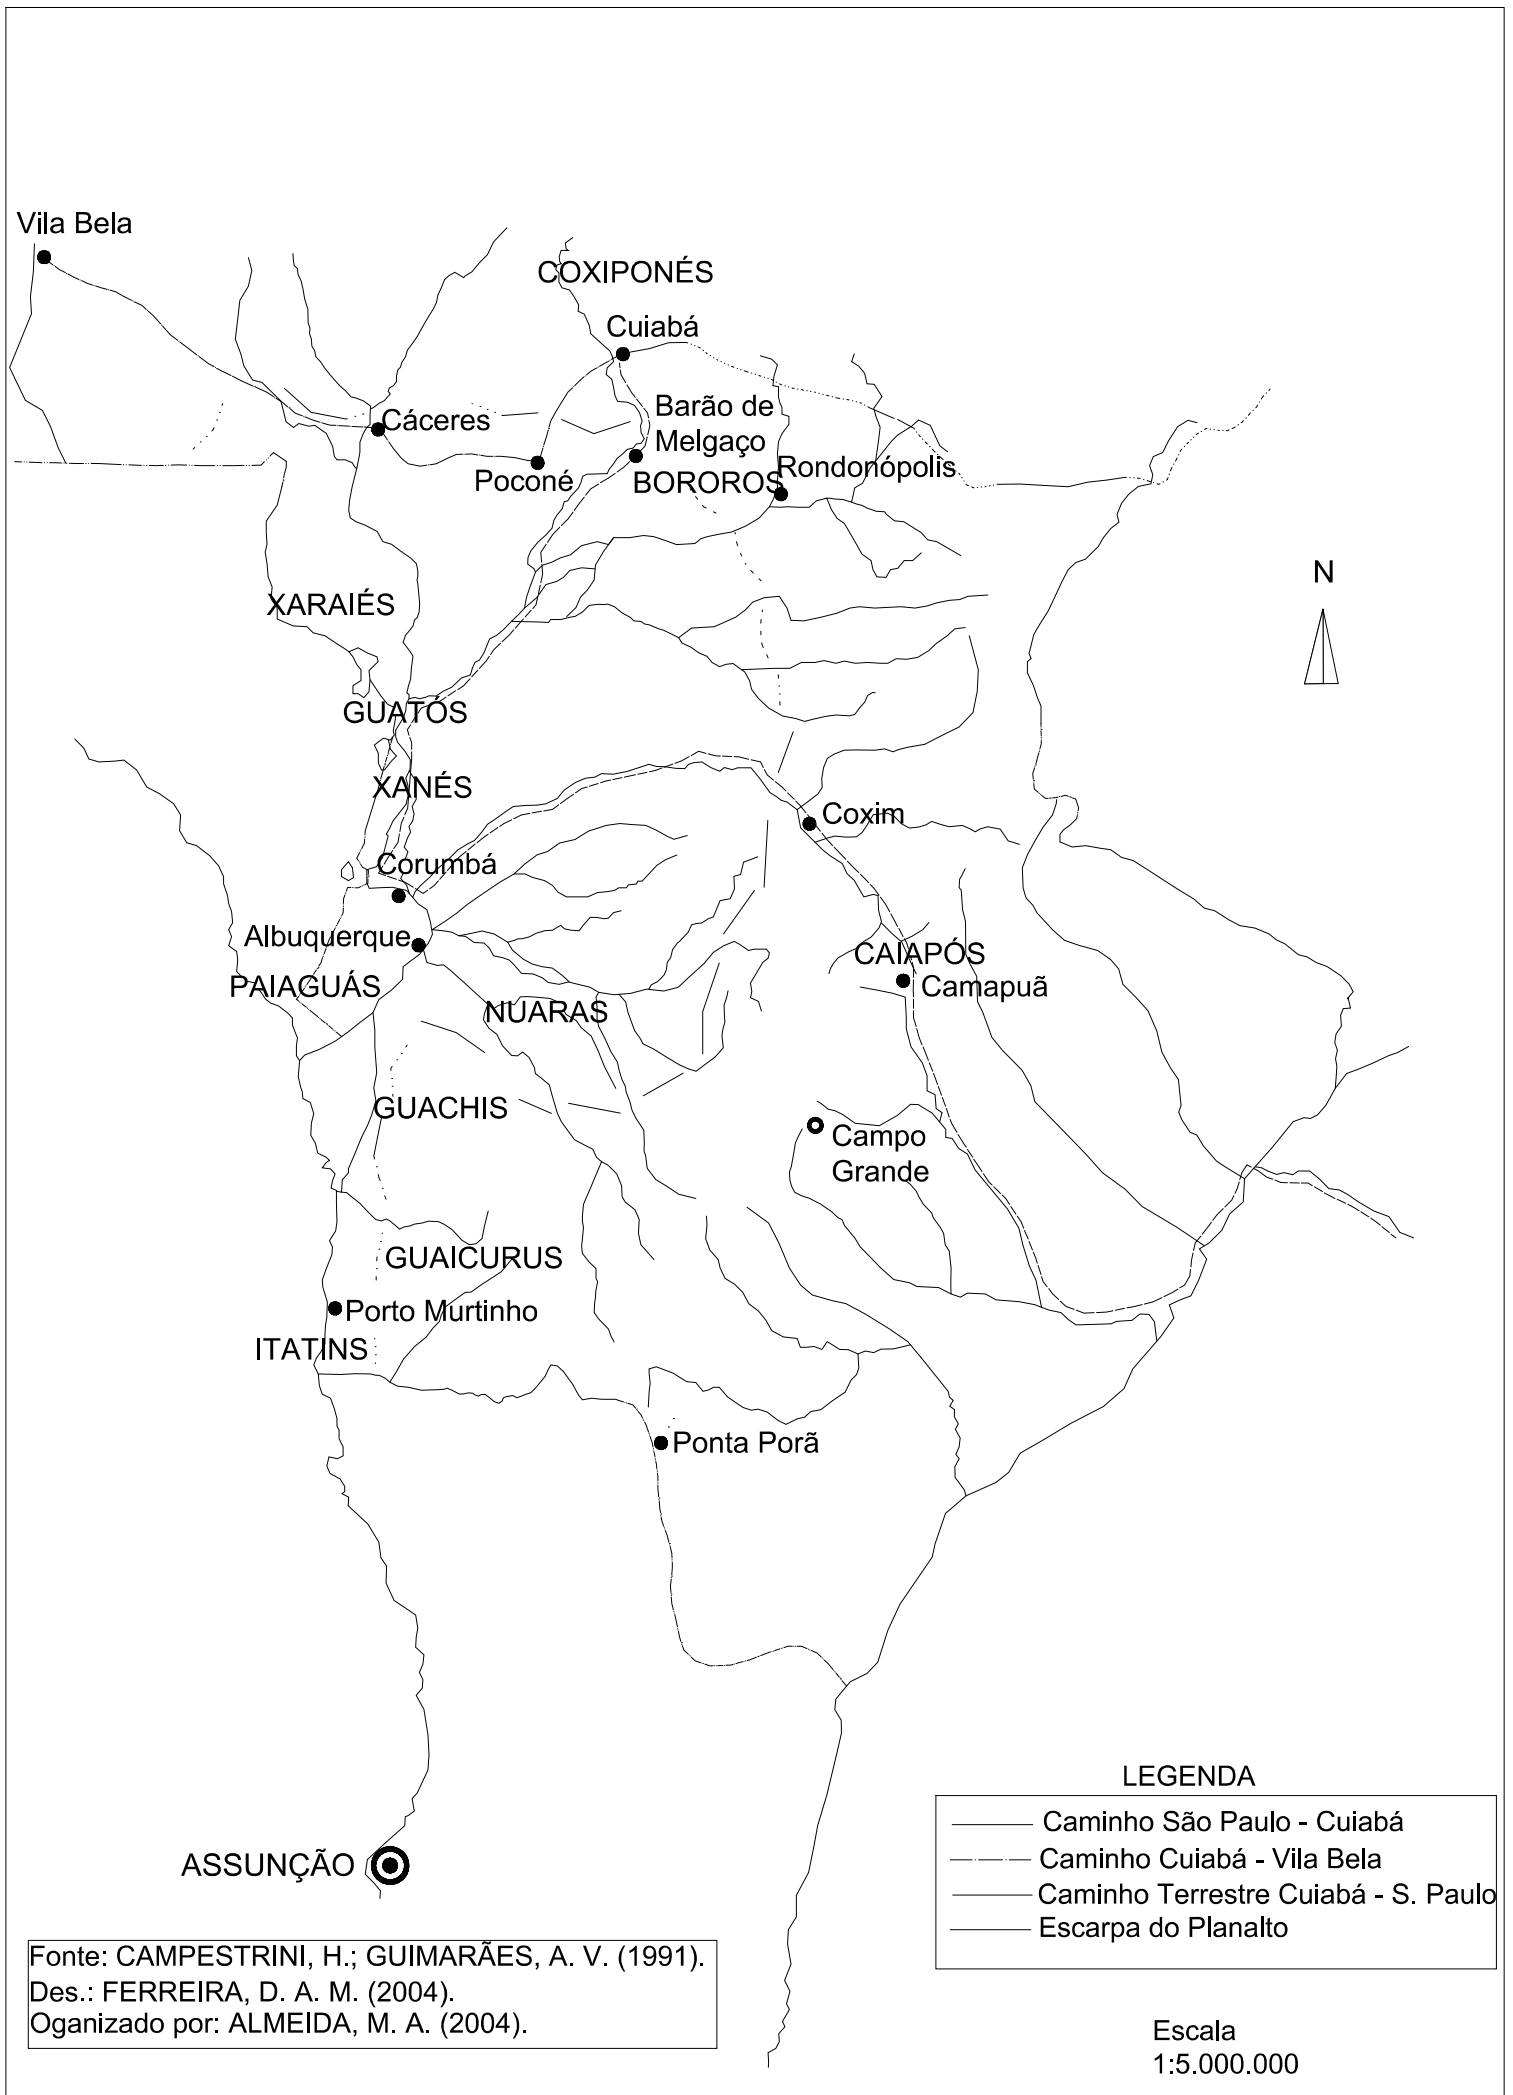 Vila Bela
COXIPONÉS
Cuiabá
Cáceres
Barão de
Melgaço
Poconé
BOROROS
Rondonópolis
N
XARAIÉS
GUATÓS
XANÉS
Coxim
Corumbá
Albuquerque
CAIAPÓS
PAIAGUÁS
Camapuã
NUARAS
GUACHIS
Campo
Grande
GUAICURUS
Porto Murtinho
ITATINS
Ponta Porã
LEGENDA
Caminho São Paulo - Cuiabá
Caminho Cuiabá - Vila Bela
Caminho Terrestre Cuiabá - S. Paulo
Escarpa do Planalto
ASSUNÇÃO
Fonte: CAMPESTRINI, H.; GUIMARÃES, A. V. (1991).
Des.: FERREIRA, D. A. M. (2004).
Oganizado por: ALMEIDA, M. A. (2004).
Escala
1:5.000.000